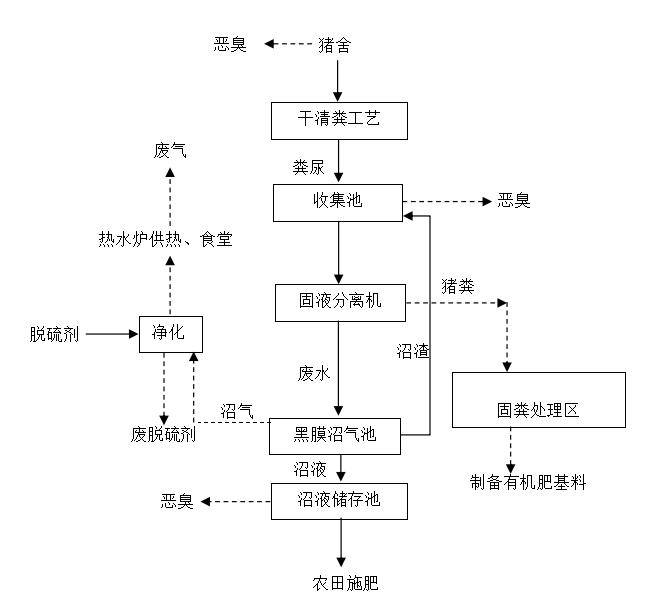 恶臭
猪舍
干清粪工艺
废气
粪尿
收集池
恶臭
热水炉供热、食堂
猪粪
固液分离机
脱硫剂
净化
沼渣
废水
固粪处理区
沼气
废脱硫剂
黑膜沼气池
沼液
制备有机肥基料
恶臭
沼液储存池
农田施肥